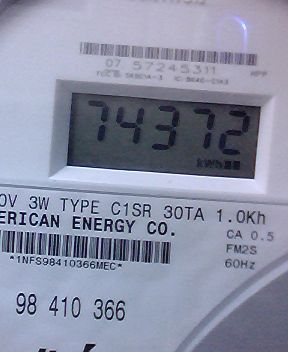 07 57245311
74372
kWh
0V 3W TYPE C1SR 30TA 1.0Kh
ERICAN ENERGY CO.
CA 0.5
FM2S
*1NFS98410366MEC*
60Hz
98 410 366